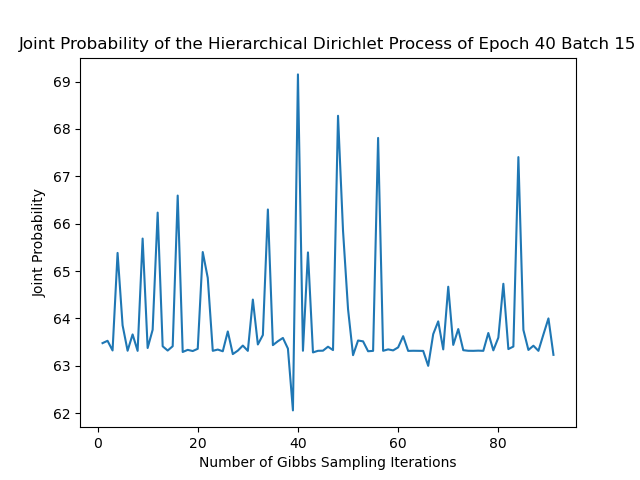 Joint Probability of the Hierarchical Dirichlet Process of Epoch 40 Batch 15
69
68
67
66
65
64
63
62
Joint Probability
0 20 40 60 80
Number of Gibbs Sampling Iterations